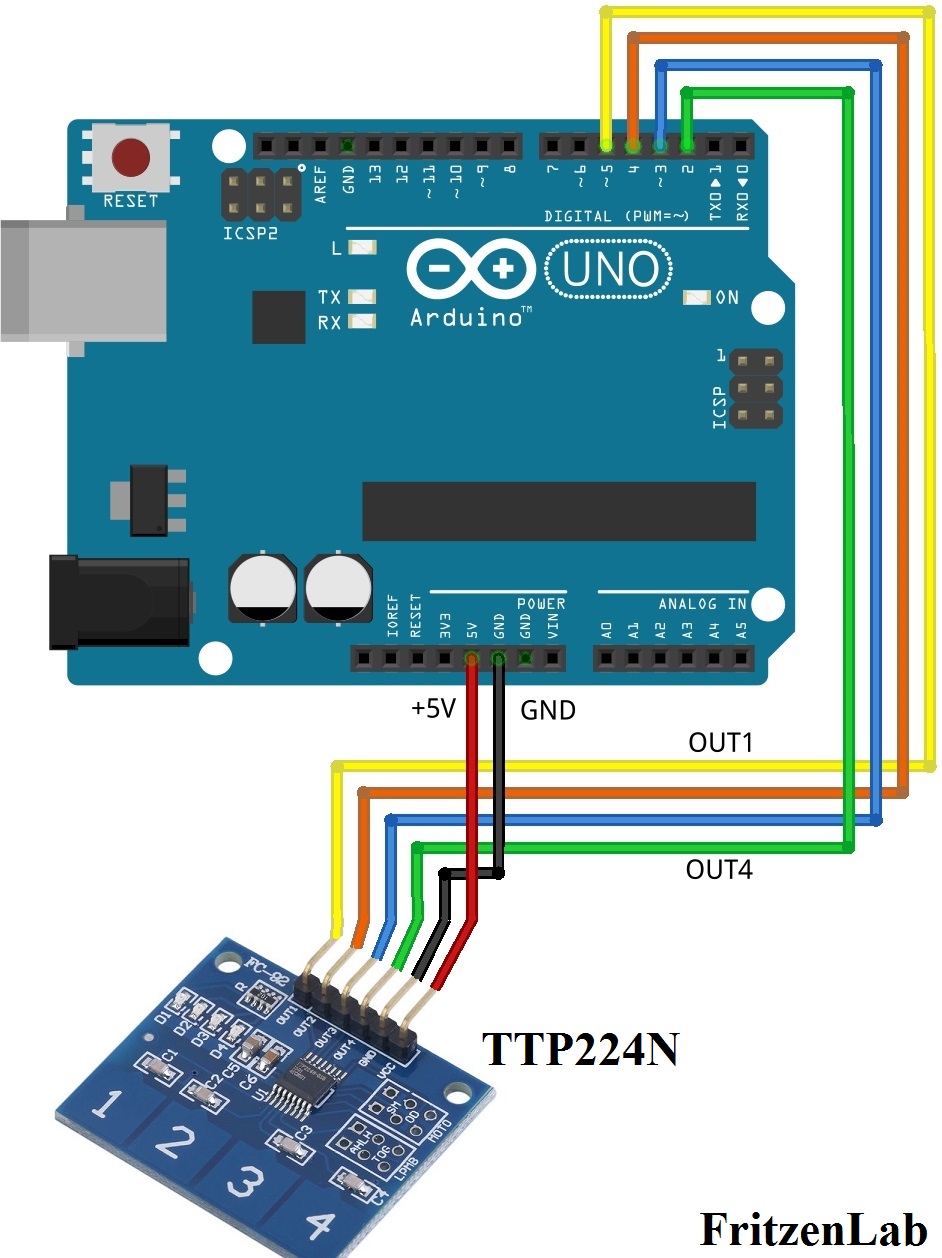 RESET
ICSP2
AREF
GND
13
12
~11
~10
~9
8
7
~6
~5
4
~3
2
TX0▶1
RX0◀0
DIGITAL (PWM=~)
L
TX
RX
UNO
Arduino™
ON
1
ICSP
IOREF
RESET
3V3
5V
GND
GND
VIN
POWER
ANALOG IN
A0
A1
A2
A3
A4
A5
+5V
GND
OUT1
OUT4
FC-82
R
OUT1
OUT2
OUT3
OUT4
GND
VCC
D1
D2
D3
D4
C1
C2
C5
C6
U1
C3
C4
SM
OD
MOTO
AHLH
TOG
LPMB
1
2
3
4
TTP224N
FritzenLab